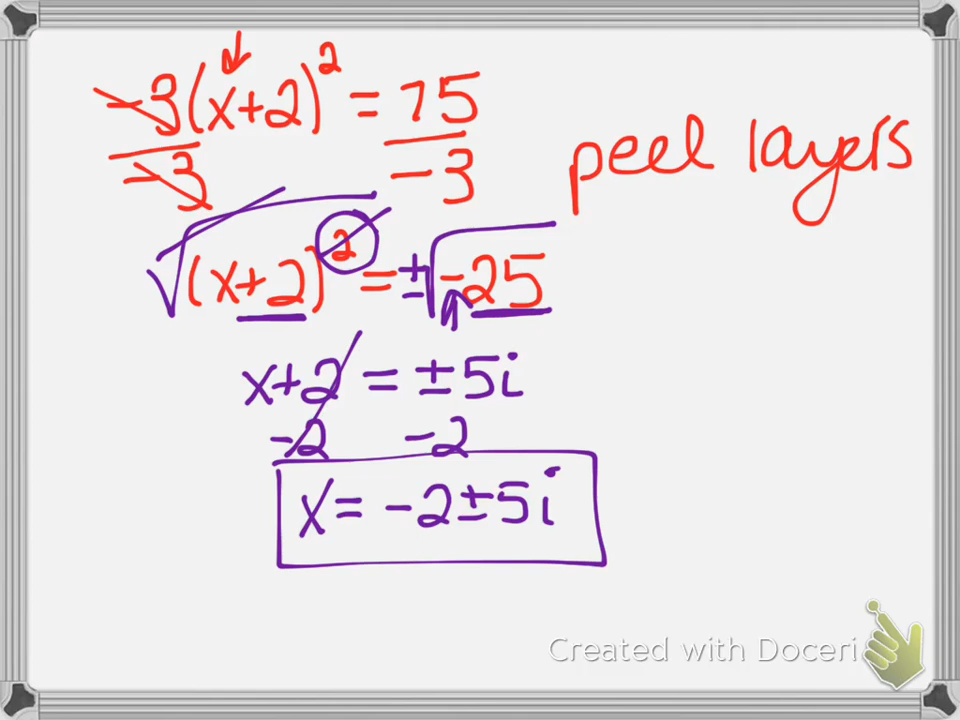 -3(x+2)² = 75
-3 -3
peel layers
√(x+2)² = ±√-25
x+2 = ±5i
-2 -2
x = -2±5i
Created with Doceri